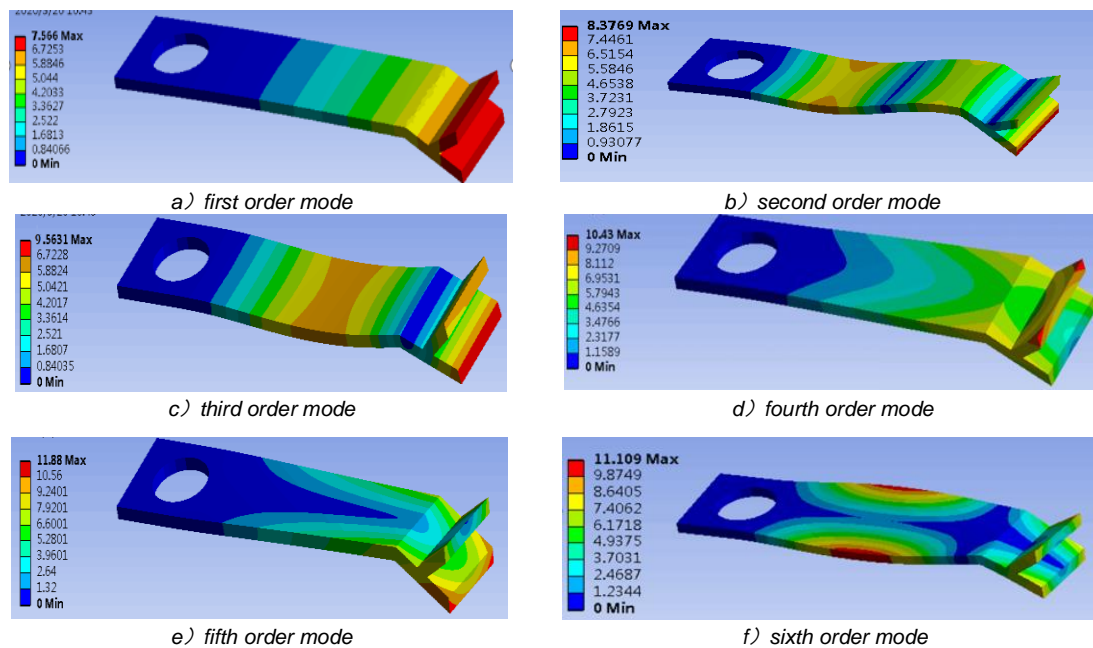 7.566 Max
6.7253
5.8846
5.044
4.2033
3.3627
2.522
1.6813
0.84066
0 Min
a）first order mode
8.3769 Max
7.4461
6.5154
5.5846
4.6538
3.7231
2.7923
1.8615
0.93077
0 Min
b）second order mode
9.5631 Max
6.7228
5.8824
5.0421
4.2017
3.3614
2.521
1.6807
0.84035
0 Min
c）third order mode
10.43 Max
9.2709
8.112
6.9531
5.7943
4.6354
3.4766
2.3177
1.1589
0 Min
d）fourth order mode
11.88 Max
10.56
9.2401
7.9201
6.6001
5.2801
3.9601
2.64
1.32
0 Min
e）fifth order mode
11.109 Max
9.8749
8.6405
7.4062
6.1718
4.9375
3.7031
2.4687
1.2344
0 Min
f）sixth order mode